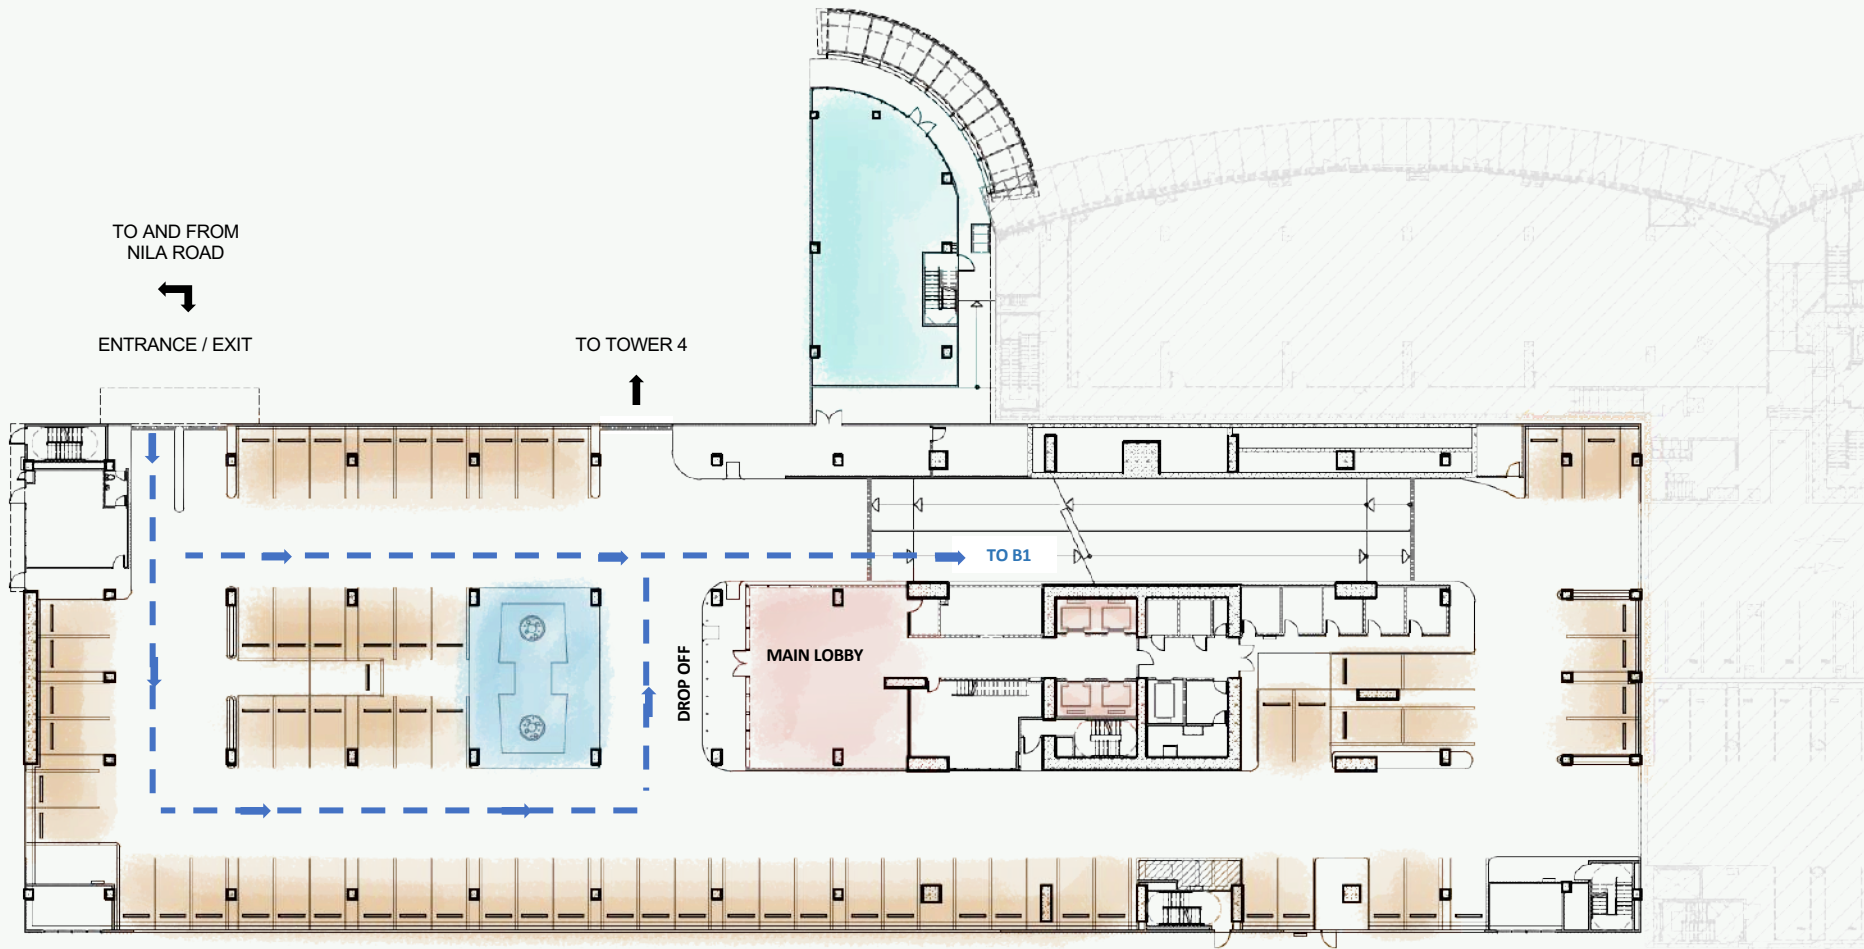 TO AND FROM
NILA ROAD
ENTRANCE / EXIT
TO TOWER 4
TO B1
DROP OFF
MAIN LOBBY